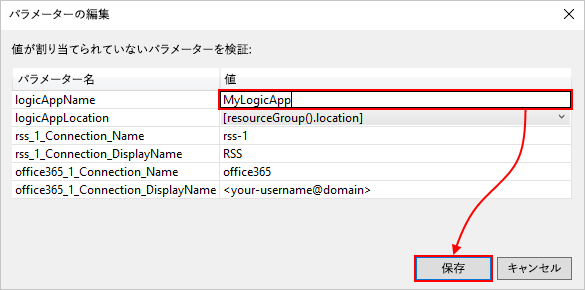 パラメーターの編集
値が割り当てられていないパラメーターを検証:
パラメーター名 値
logicAppName MyLogicApp
logicAppLocation [resourceGroup().location]
rss_1_Connection_Name rss-1
rss_1_Connection_DisplayName RSS
office365_1_Connection_Name office365
office365_1_Connection_DisplayName <your-username@domain>
保存 キャンセル